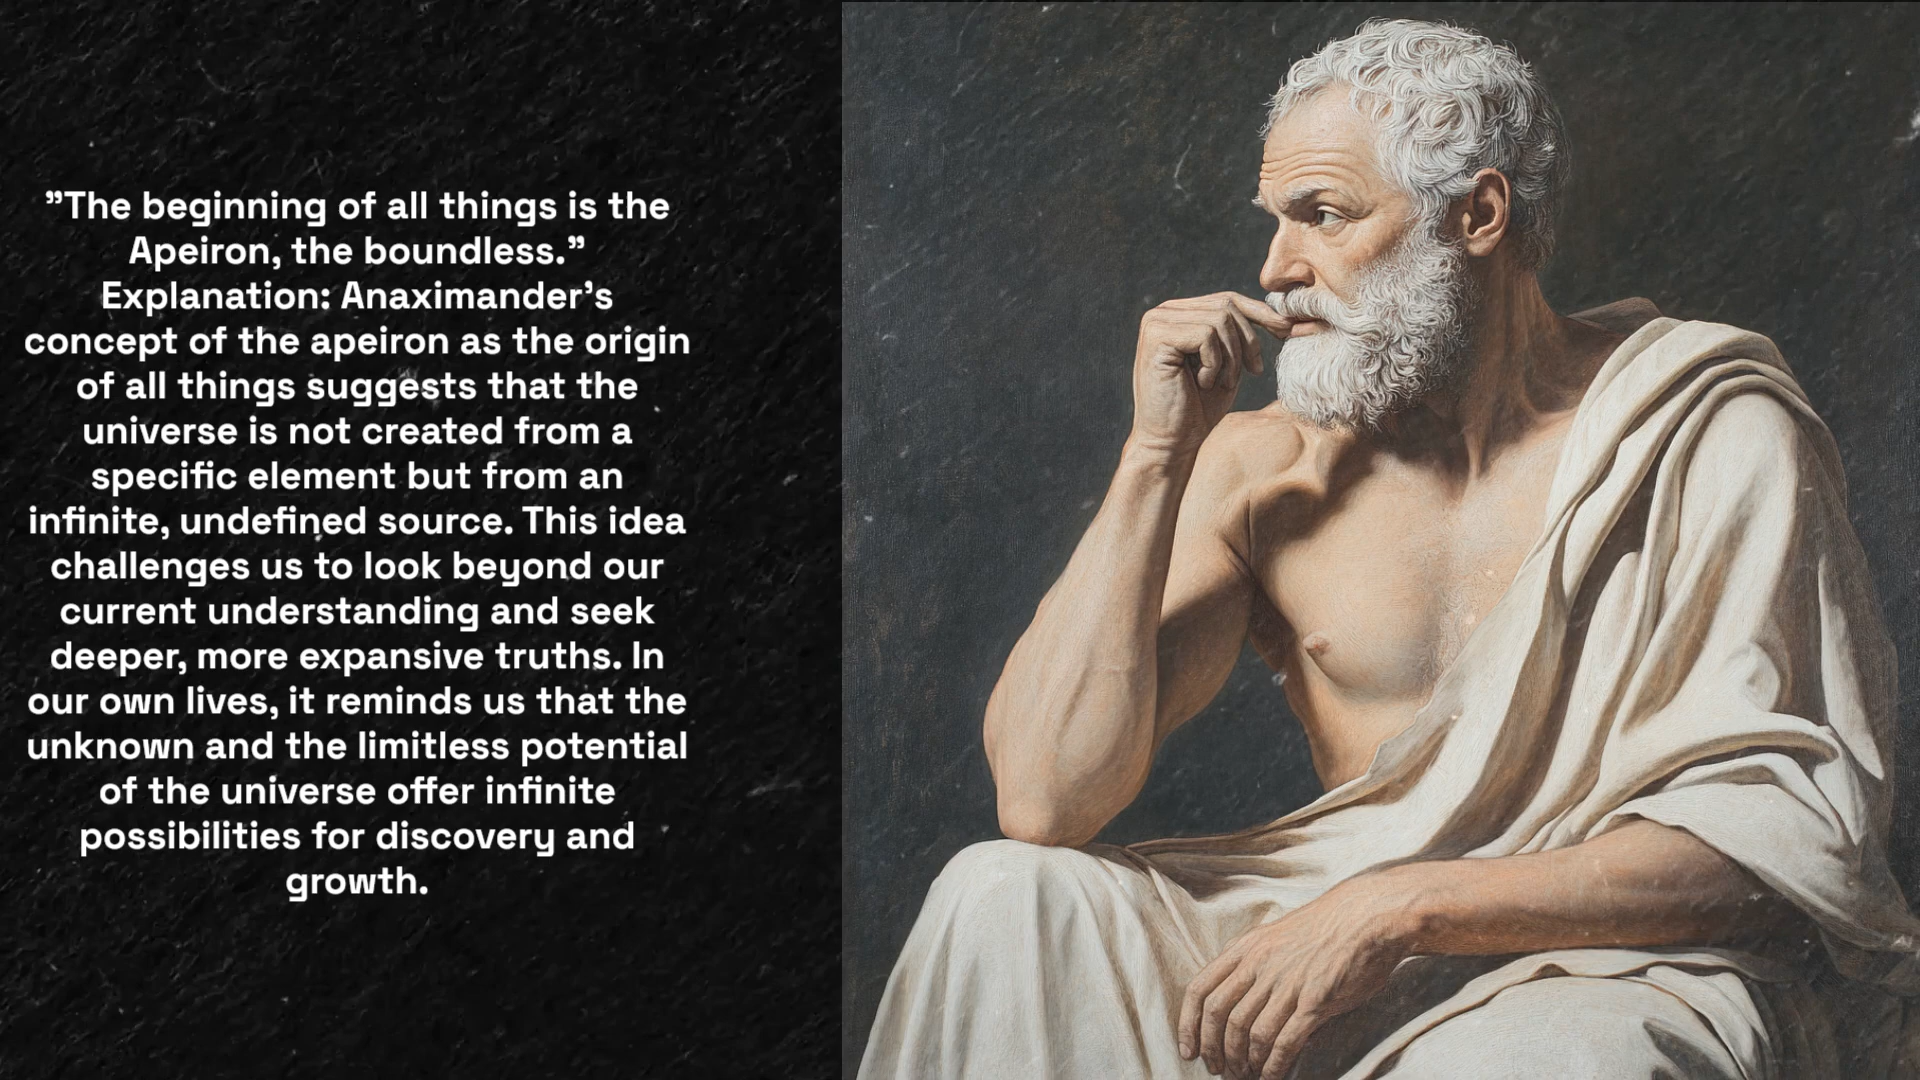 ”The beginning of all things is the
Apeiron, the boundless.”
Explanation: Anaximander’s
concept of the apeiron as the origin
of all things suggests that the
universe is not created from a
specific element but from an
infinite, undefined source. This idea
challenges us to look beyond our
current understanding and seek
deeper, more expansive truths. In
our own lives, it reminds us that the
unknown and the limitless potential
of the universe offer infinite
possibilities for discovery and
growth.